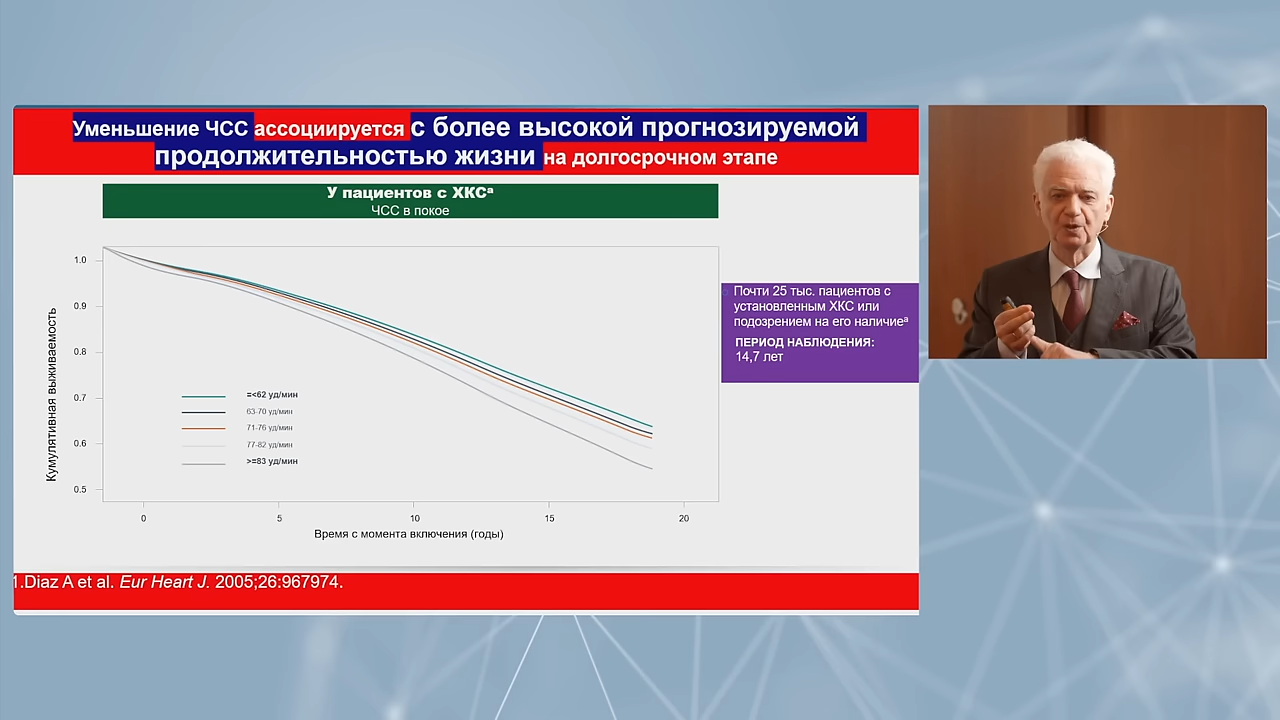 Уменьшение ЧСС ассоциируется с более высокой прогнозируемой
продолжительностью жизни на долгосрочном этапе
У пациентов с ХКСª
ЧСС в покое
Кумулятивная выживаемость
1.0
0.9
0.8
0.7
0.6
0.5
=<62 уд/мин
63-70 уд/мин
71-76 уд/мин
77-82 уд/мин
>=83 уд/мин
0 5 10 15 20
Время с момента включения (годы)
Почти 25 тыс. пациентов с
установленным ХКС или
подозрением на его наличиеª
ПЕРИОД НАБЛЮДЕНИЯ:
14,7 лет
1.Diaz A et al. Eur Heart J. 2005;26:967974.